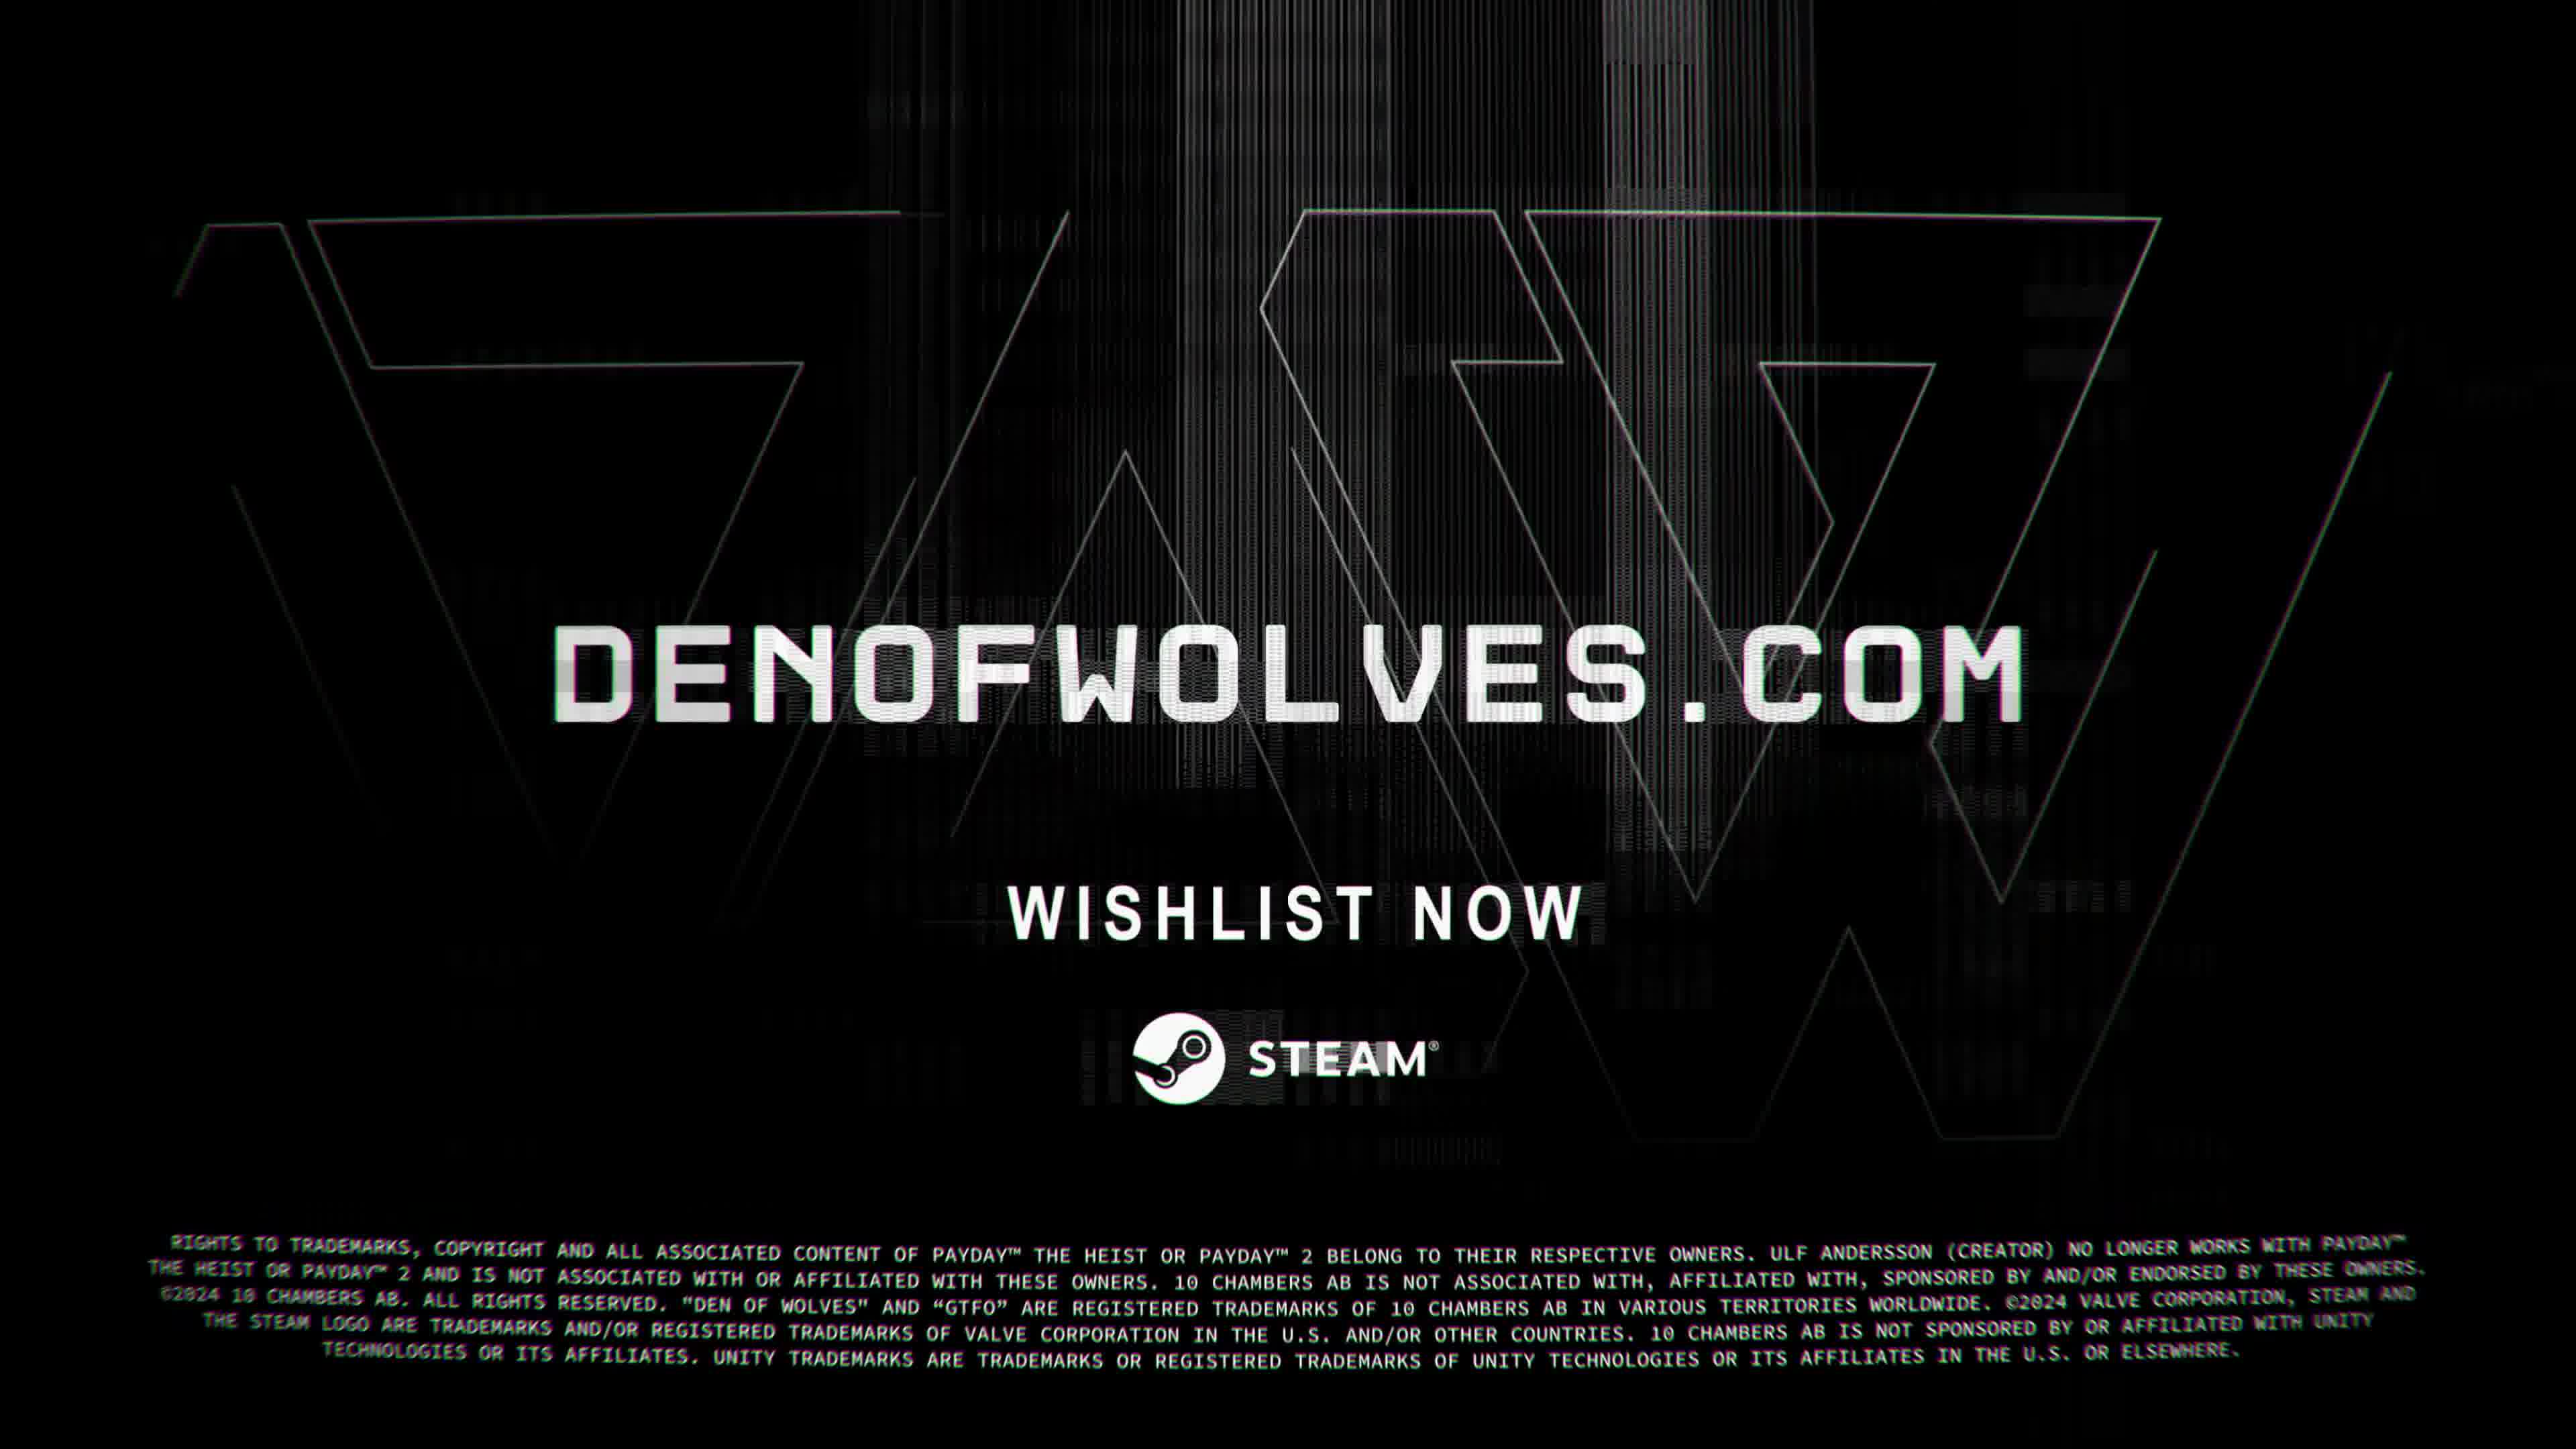 DENOFWOLVES.COM
WISHLIST NOW
STEAM®
RIGHTS TO TRADEMARKS, COPYRIGHT AND ALL ASSOCIATED CONTENT OF PAYDAY™ THE HEIST OR PAYDAY™ 2 BELONG TO THEIR RESPECTIVE OWNERS. ULF ANDERSSON (CREATOR) NO LONGER WORKS WITH PAYDAY™
THE HEIST OR PAYDAY™ 2 AND IS NOT ASSOCIATED WITH OR AFFILIATED WITH THESE OWNERS. 10 CHAMBERS AB IS NOT ASSOCIATED WITH, AFFILIATED WITH, SPONSORED BY AND/OR ENDORSED BY THESE OWNERS.
©2024 10 CHAMBERS AB. ALL RIGHTS RESERVED. “DEN OF WOLVES” AND “GTFO” ARE REGISTERED TRADEMARKS OF 10 CHAMBERS AB IN VARIOUS TERRITORIES WORLDWIDE. ©2024 VALVE CORPORATION, STEAM AND
THE STEAM LOGO ARE TRADEMARKS AND/OR REGISTERED TRADEMARKS OF VALVE CORPORATION IN THE U.S. AND/OR OTHER COUNTRIES. 10 CHAMBERS AB IS NOT SPONSORED BY OR AFFILIATED WITH UNITY
TECHNOLOGIES OR ITS AFFILIATES. UNITY TRADEMARKS ARE TRADEMARKS OR REGISTERED TRADEMARKS OF UNITY TECHNOLOGIES OR ITS AFFILIATES IN THE U.S. OR ELSEWHERE.